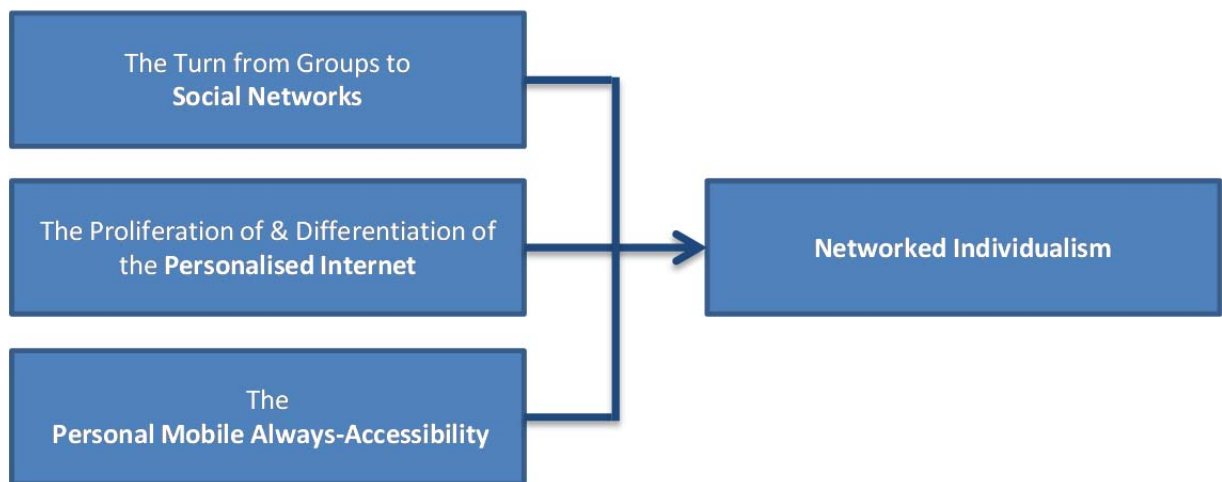 The Turn from Groups to
Social Networks
The Proliferation of & Differentiation of
the Personalised Internet
Networked Individualism
The
Personal Mobile Always-Accessibility